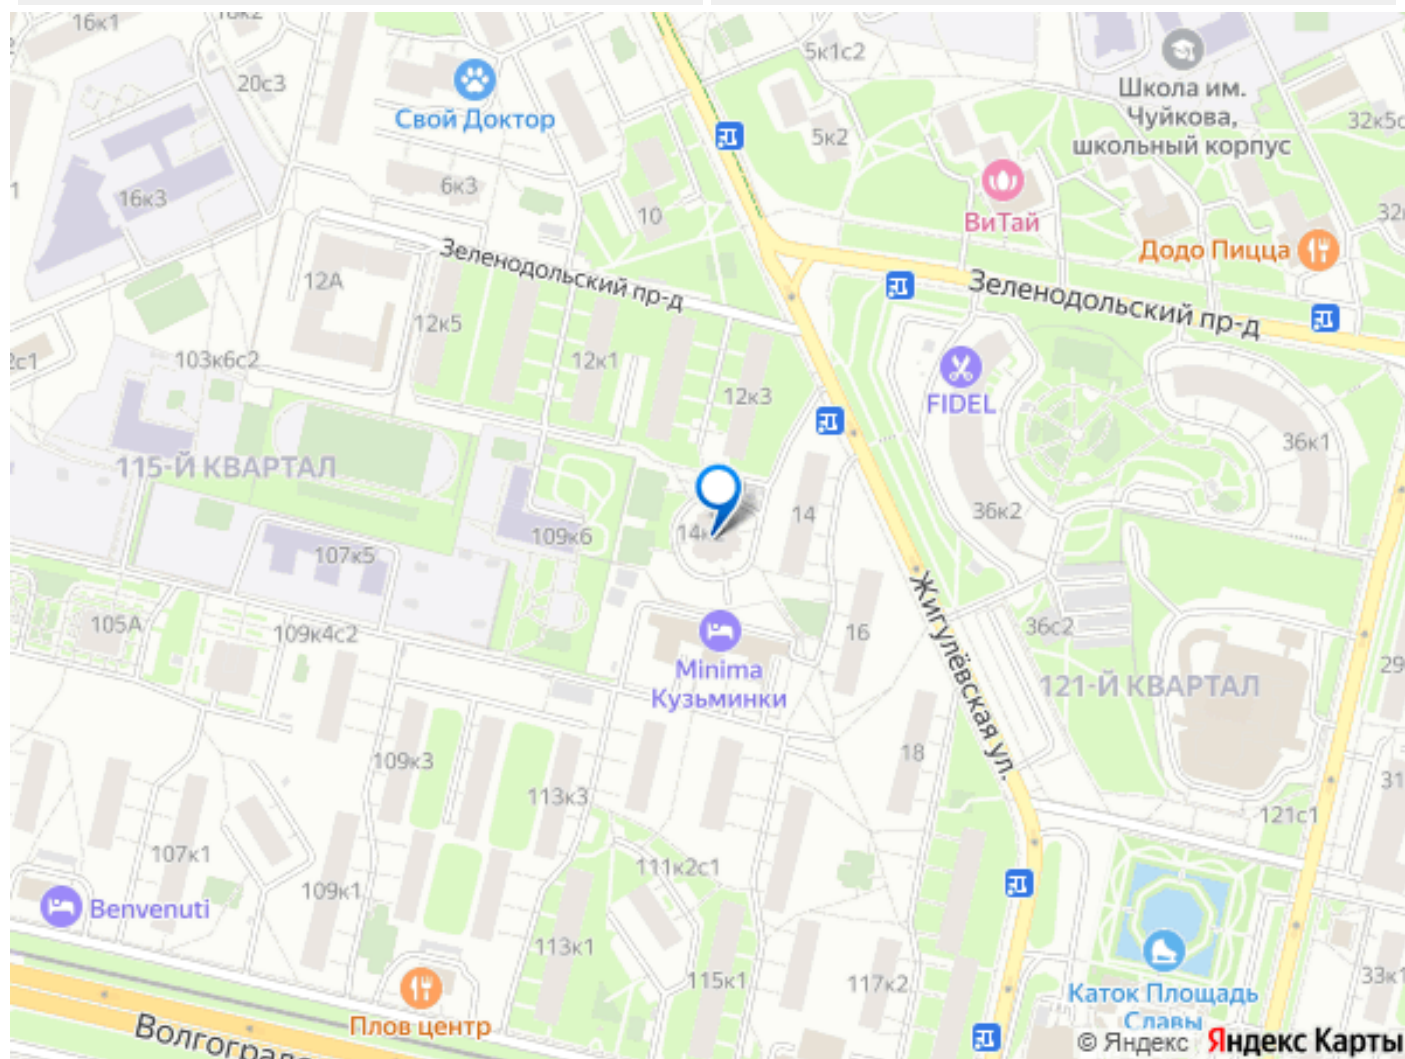 16к1
20с3
Свой Доктор
5к1с2
Школа им.
Чуйкова,
школьный корпус
32к5с
5к2
16к3
6к3
10
ВиТай
Додо Пицца
Зеленодольский пр-д
12А
Зеленодольский пр-д
12к5
103к6с2
12к1
12к3
FIDEL
36к1
115-Й КВАРТАЛ
14
36к2
109к6
107к5
105А
109к4с2
Minima
Кузьминки
16
36с2
Жигулёвская ул.
121-Й КВАРТАЛ
18
109к3
113к3
121с1
107к1
111к2с1
109к1
Benvenuti
113к1
115к1
117к2
33к1
Плов центр
Каток Площадь
Славы
© Яндекс Яндекс Карты